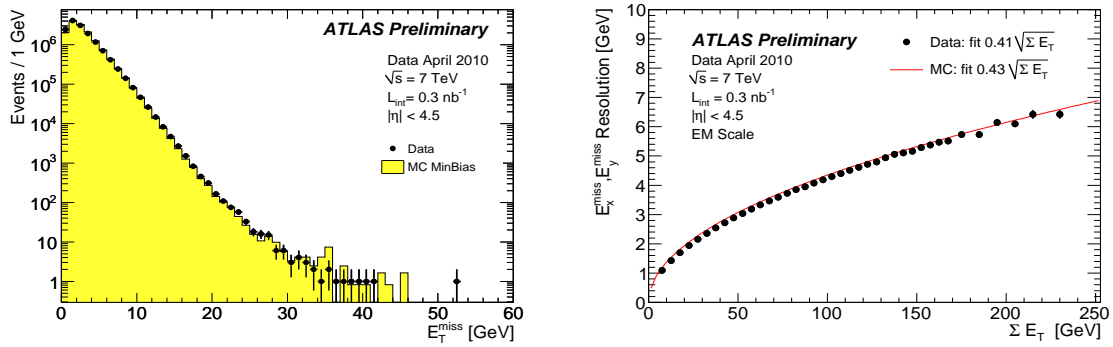 Events / 1 GeV
10⁶
10⁵
10⁴
10³
10²
10
1
ATLAS Preliminary
Data April 2010
√s = 7 TeV
L_int = 0.3 nb⁻¹
|η| < 4.5
Data
MC MinBias
0 10 20 30 40 50 60
E_T^miss [GeV]
E_x^miss,E_y^miss Resolution [GeV]
10
9
8
7
6
5
4
3
2
1
0
ATLAS Preliminary
Data April 2010
√s = 7 TeV
L_int = 0.3 nb⁻¹
|η| < 4.5
EM Scale
Data: fit 0.41√Σ E_T
MC: fit 0.43√Σ E_T
0 50 100 150 200 250
Σ E_T [GeV]